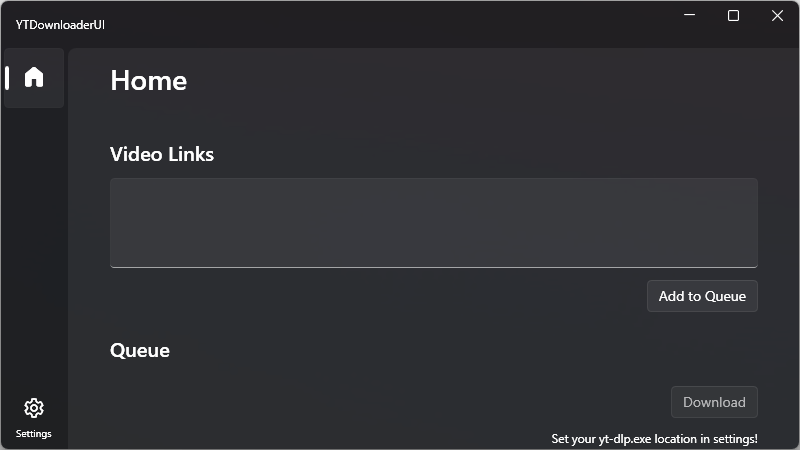 YTDownloaderUI
Home
Video Links
Add to Queue
Queue
Download
Settings
Set your yt-dlp.exe location in settings!